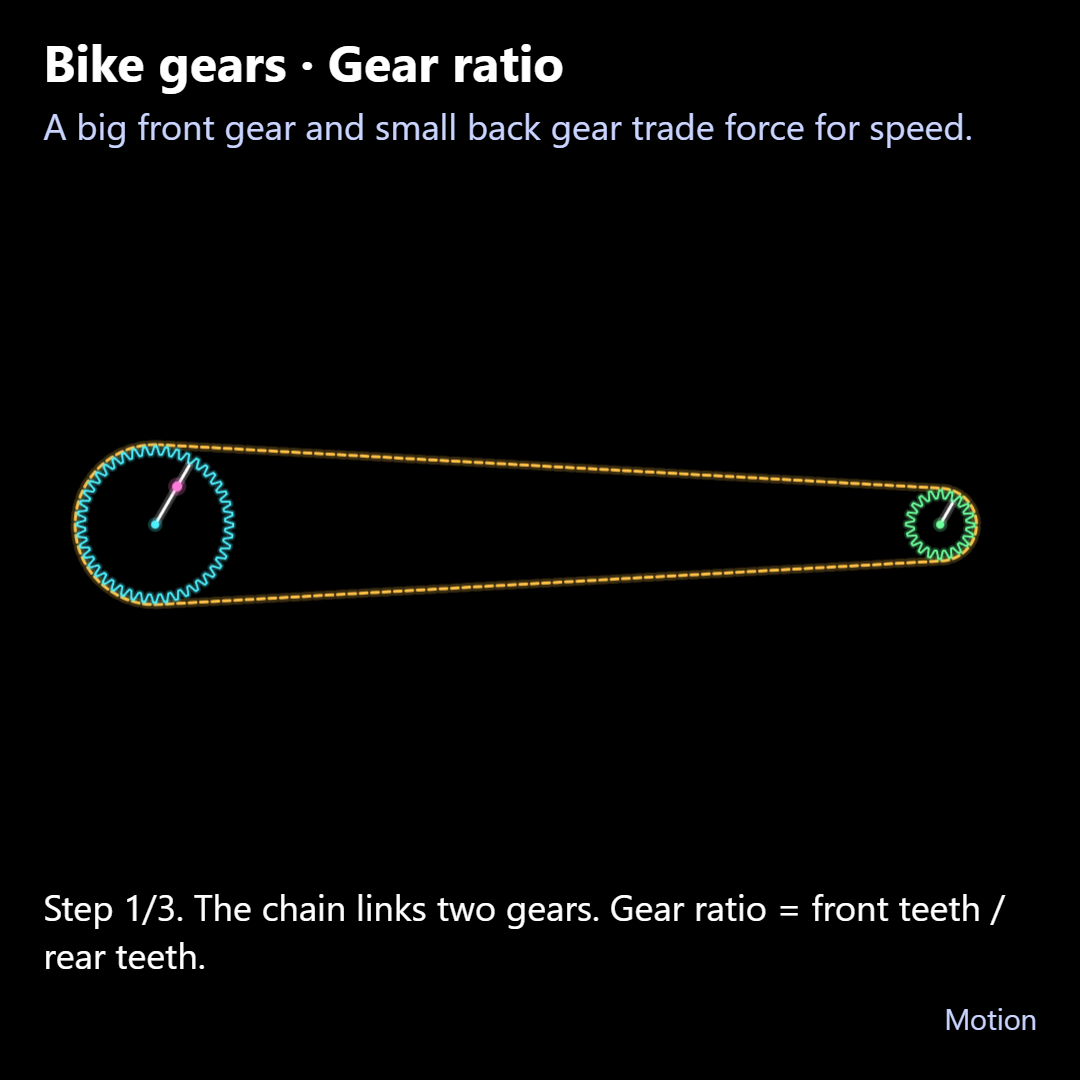 Bike gears · Gear ratio
A big front gear and small back gear trade force for speed.
Step 1/3. The chain links two gears. Gear ratio = front teeth /
rear teeth.
Motion